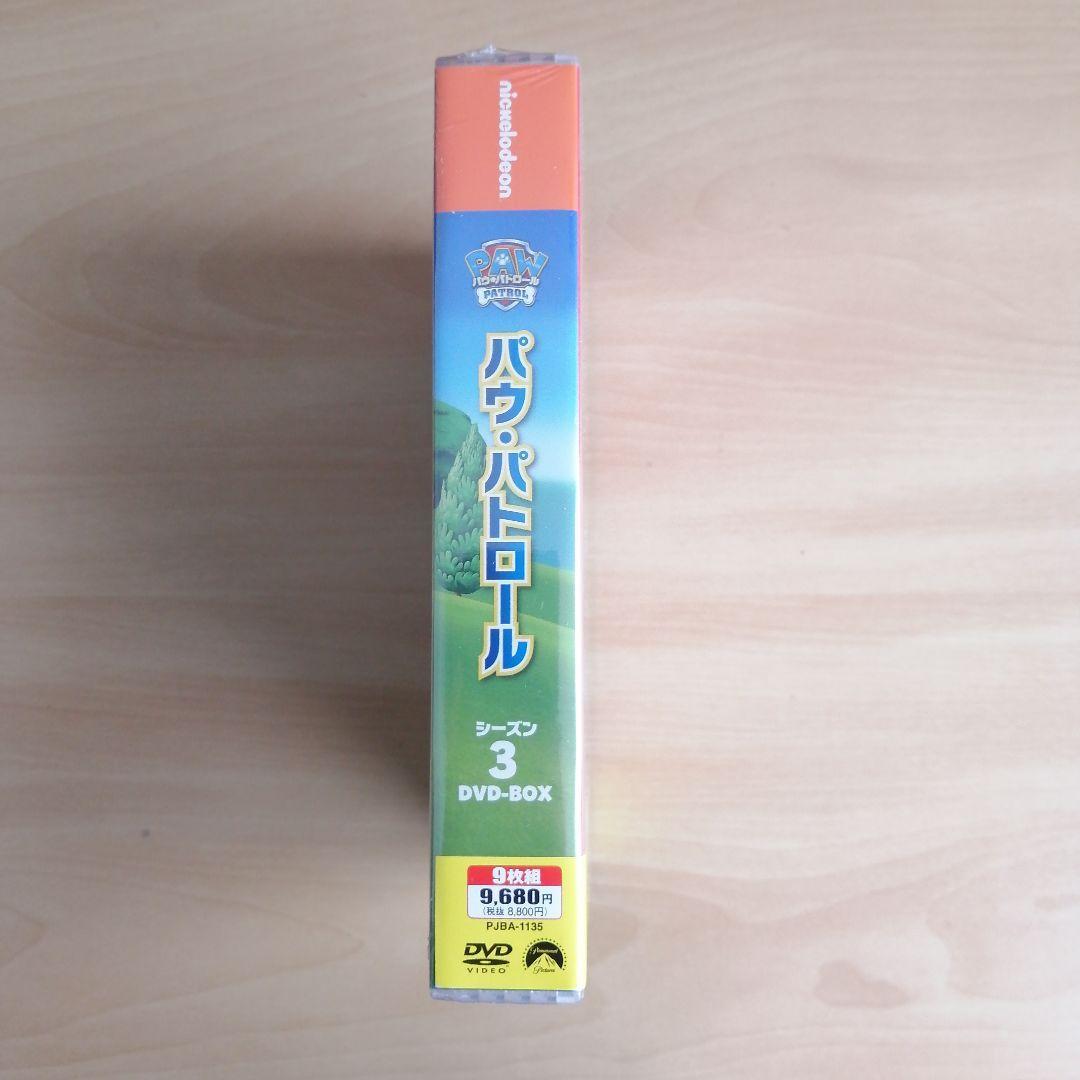 nickelodeon
PAW
パウ・パトロール
PATROL
パウ・パトロール
シーズン
3
DVD-BOX
9枚組
9,680円
(税抜 8,800円)
PJBA-1135
DVD
VIDEO
Paramount
Pictures